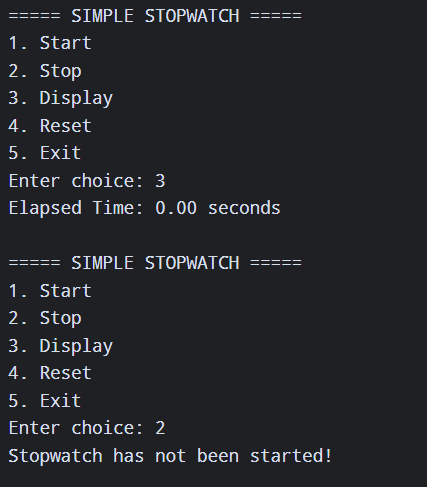 ===== SIMPLE STOPWATCH =====
1. Start
2. Stop
3. Display
4. Reset
5. Exit
Enter choice: 3
Elapsed Time: 0.00 seconds

===== SIMPLE STOPWATCH =====
1. Start
2. Stop
3. Display
4. Reset
5. Exit
Enter choice: 2
Stopwatch has not been started!